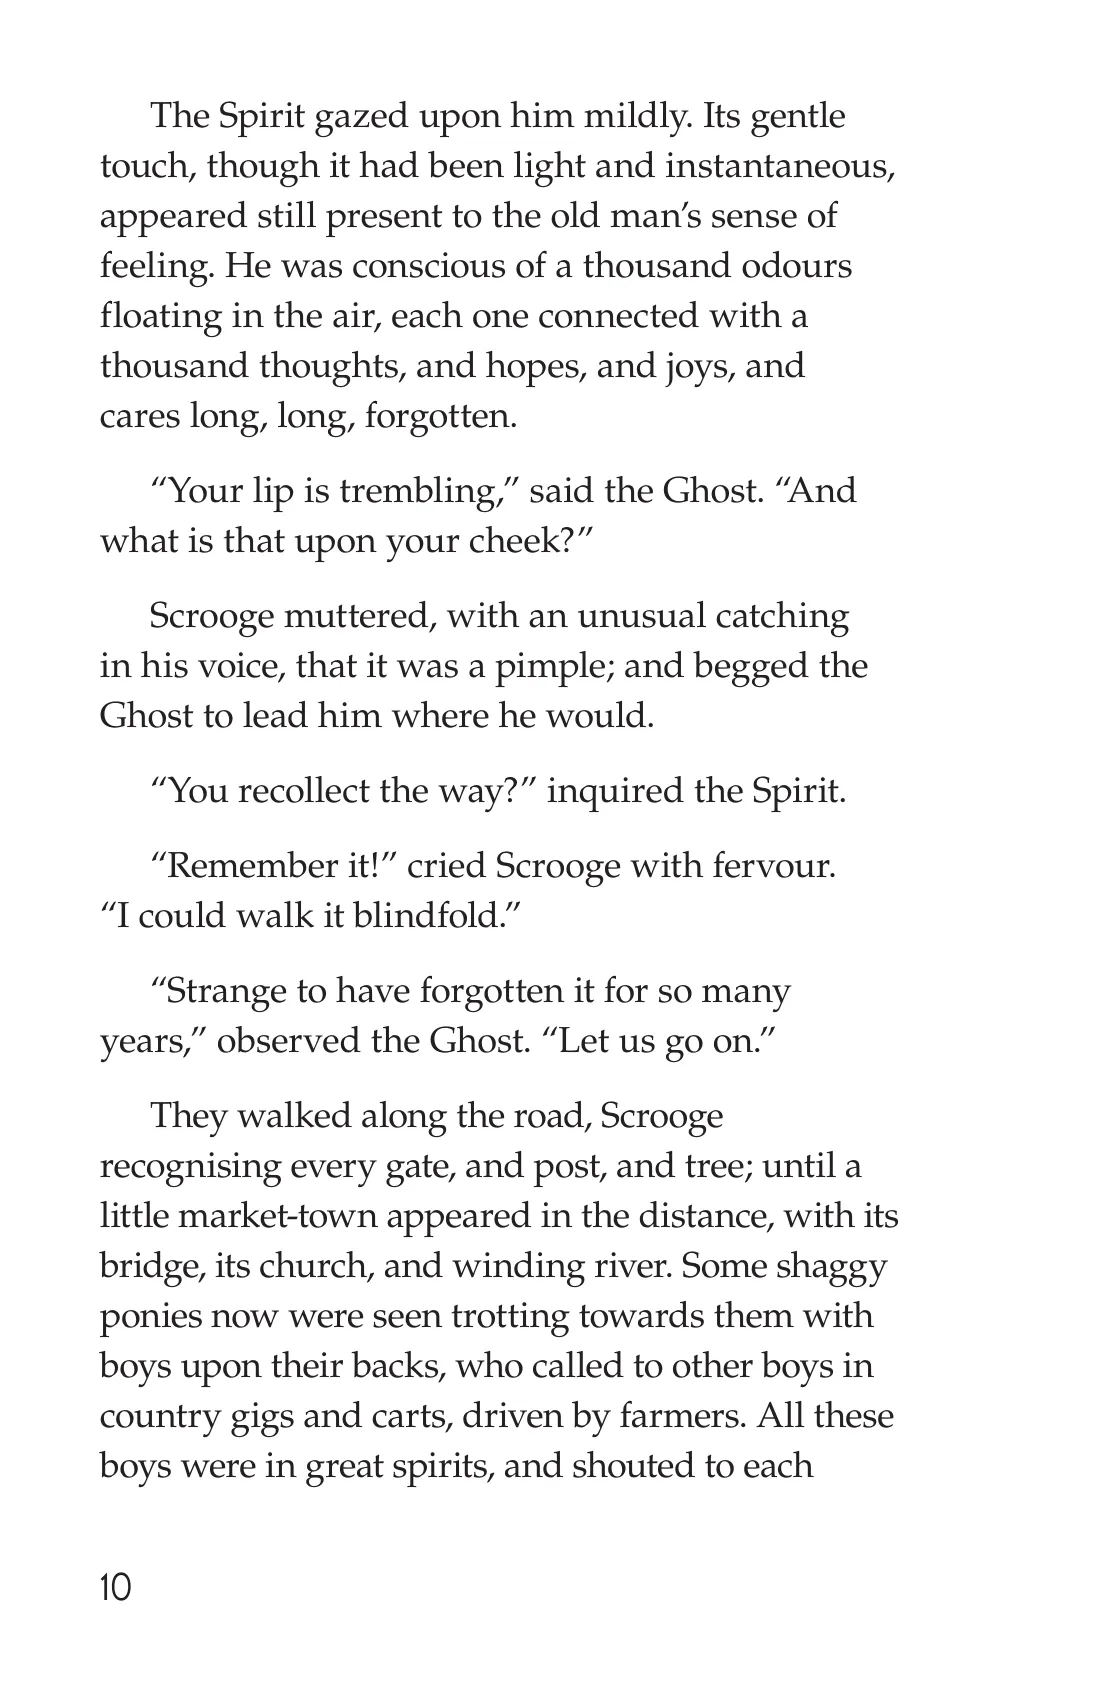 The Spirit gazed upon him mildly. Its gentle
touch, though it had been light and instantaneous,
appeared still present to the old man’s sense of
feeling. He was conscious of a thousand odours
floating in the air, each one connected with a
thousand thoughts, and hopes, and joys, and
cares long, long, forgotten.
“Your lip is trembling,” said the Ghost. “And
what is that upon your cheek?”
Scrooge muttered, with an unusual catching
in his voice, that it was a pimple; and begged the
Ghost to lead him where he would.
“You recollect the way?” inquired the Spirit.
“Remember it!” cried Scrooge with fervour.
“I could walk it blindfold.”
“Strange to have forgotten it for so many
years,” observed the Ghost. “Let us go on.”
They walked along the road, Scrooge
recognising every gate, and post, and tree; until a
little market-town appeared in the distance, with its
bridge, its church, and winding river. Some shaggy
ponies now were seen trotting towards them with
boys upon their backs, who called to other boys in
country gigs and carts, driven by farmers. All these
boys were in great spirits, and shouted to each
10